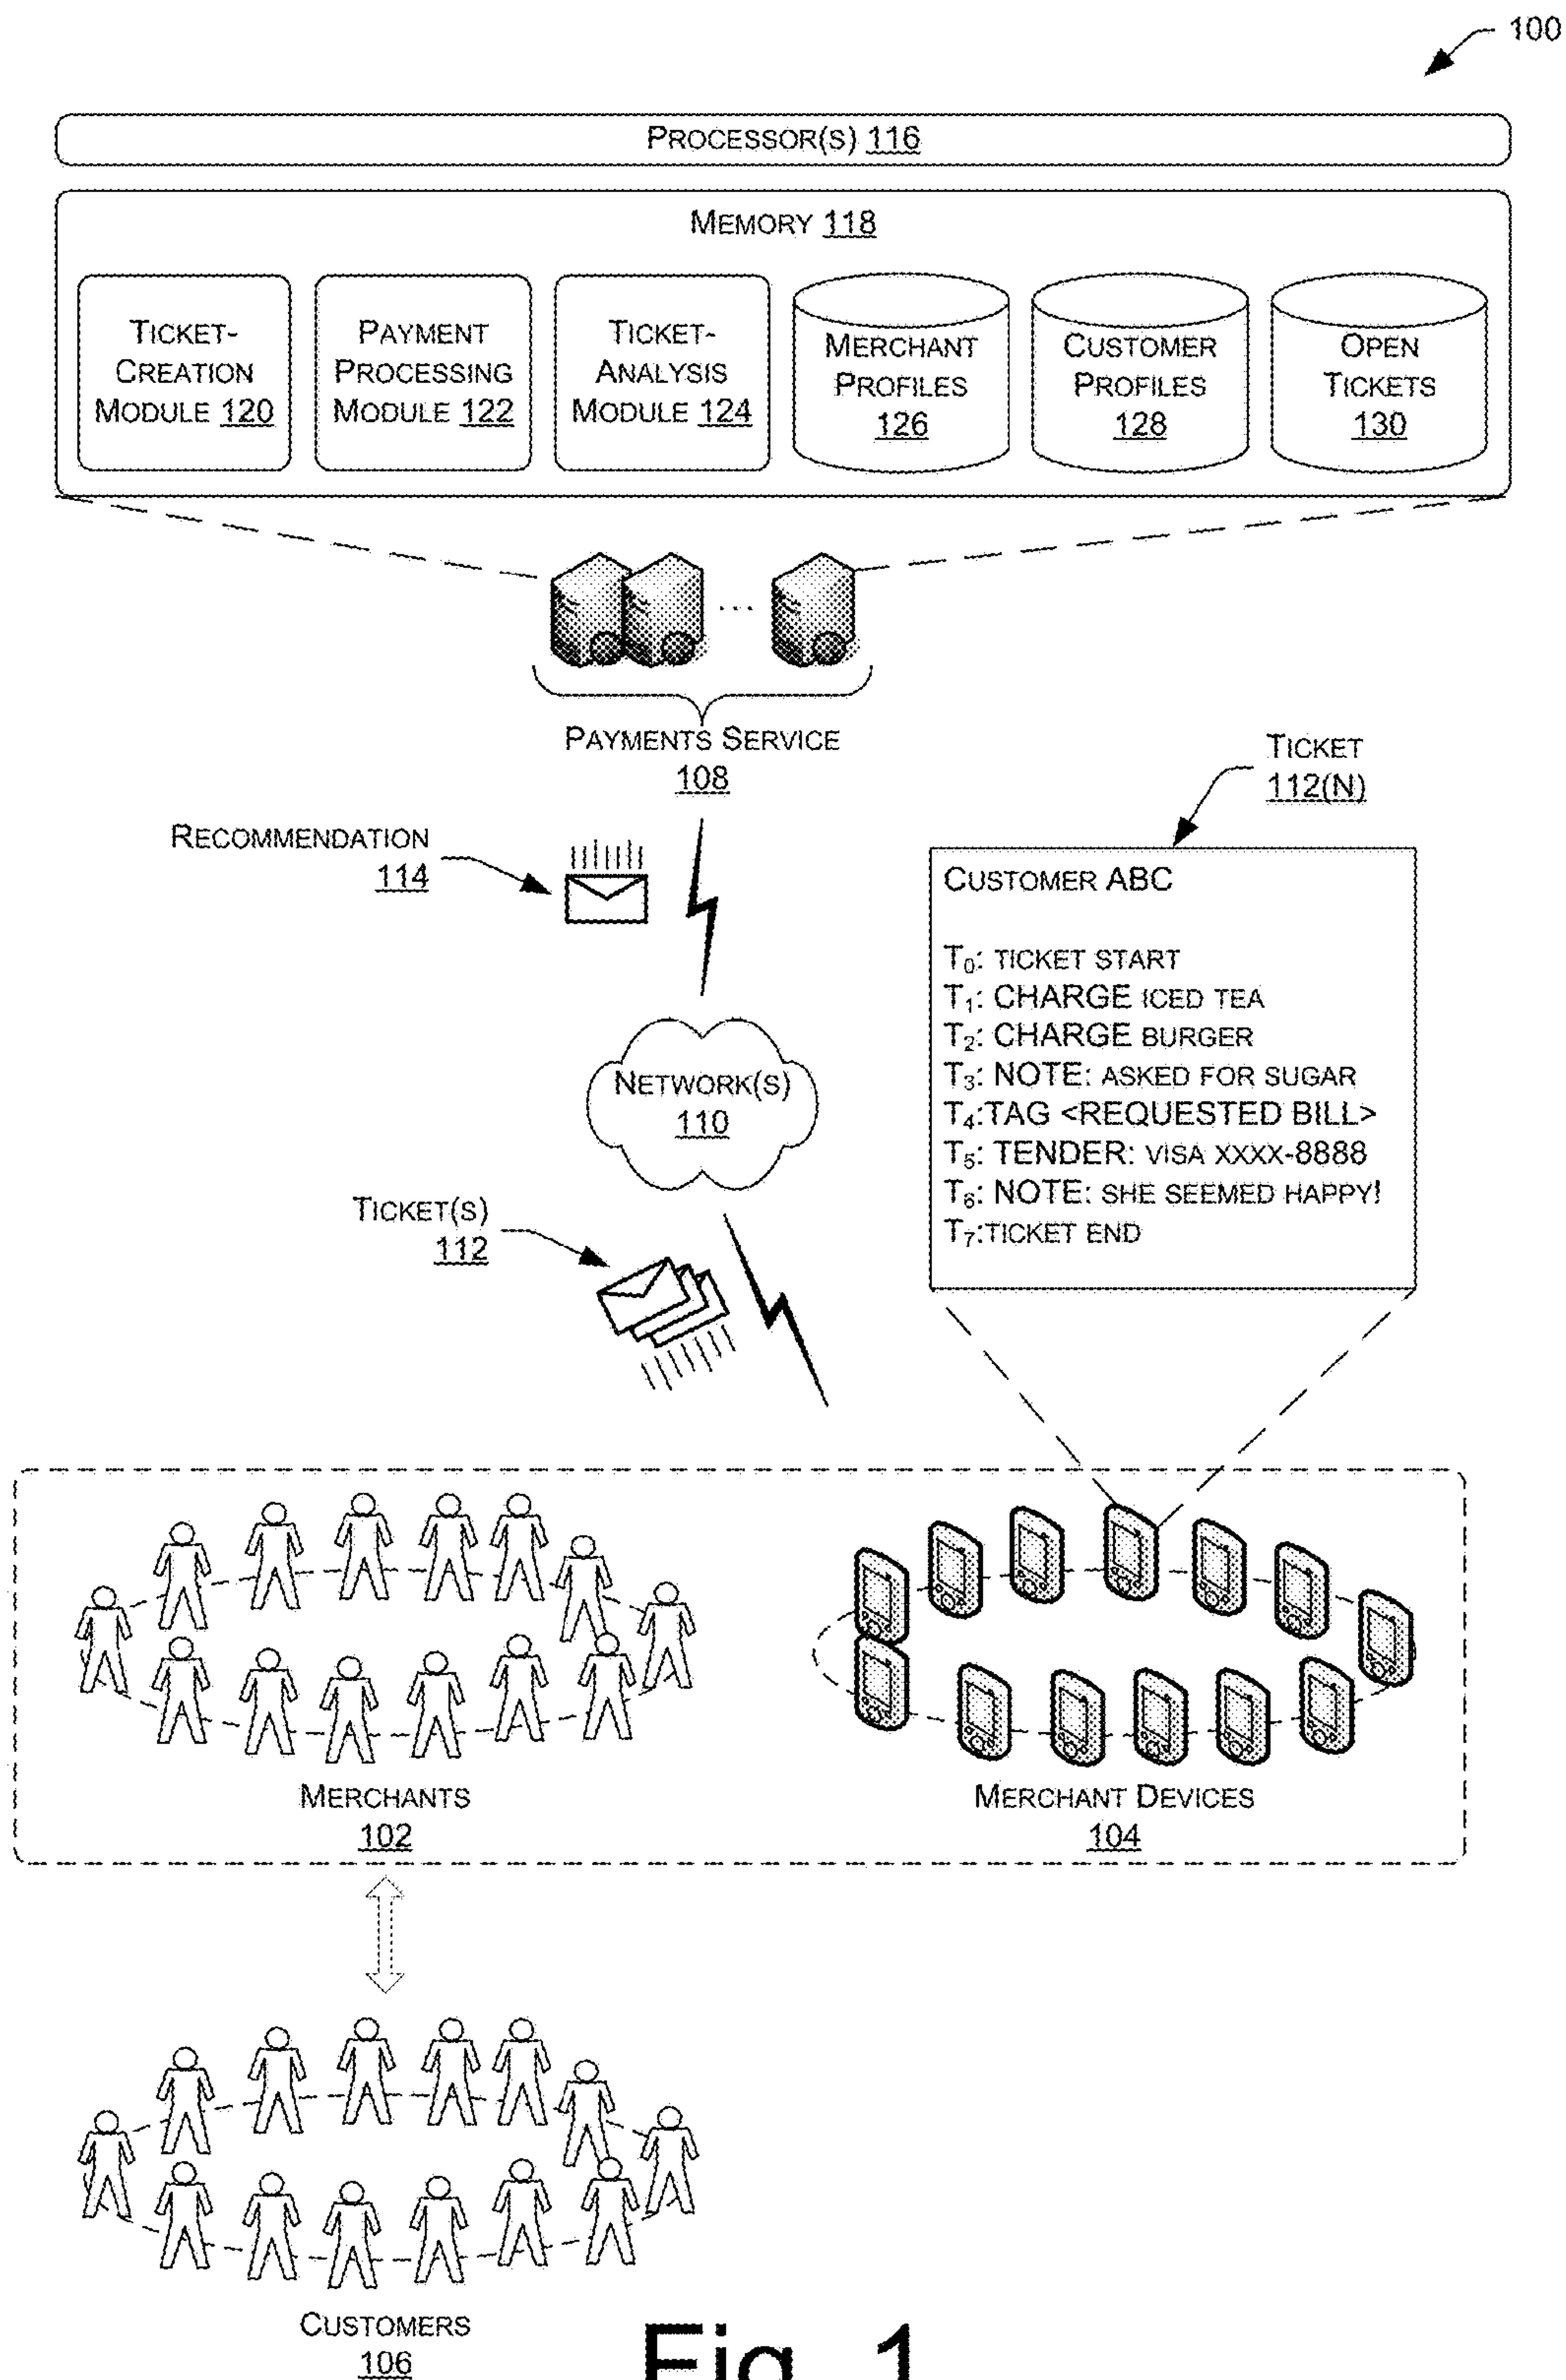 100
PROCESSOR(S) 116
MEMORY 118
TICKET-
CREATION
MODULE 120
PAYMENT
PROCESSING
MODULE 122
TICKET-
ANALYSIS
MODULE 124
MERCHANT
PROFILES
126
CUSTOMER
PROFILES
128
OPEN
TICKETS
130
...
PAYMENTS SERVICE
108
TICKET
112(N)
RECOMMENDATION
114
CUSTOMER ABC
T0: TICKET START
T1: CHARGE ICED TEA
T2: CHARGE BURGER
T3: NOTE: ASKED FOR SUGAR
T4:TAG <REQUESTED BILL>
T5: TENDER: VISA XXXX-8888
T6: NOTE: SHE SEEMED HAPPY!
T7:TICKET END
NETWORK(S)
110
TICKET(S)
112
MERCHANTS
102
MERCHANT DEVICES
104
CUSTOMERS
106
Fig. 1